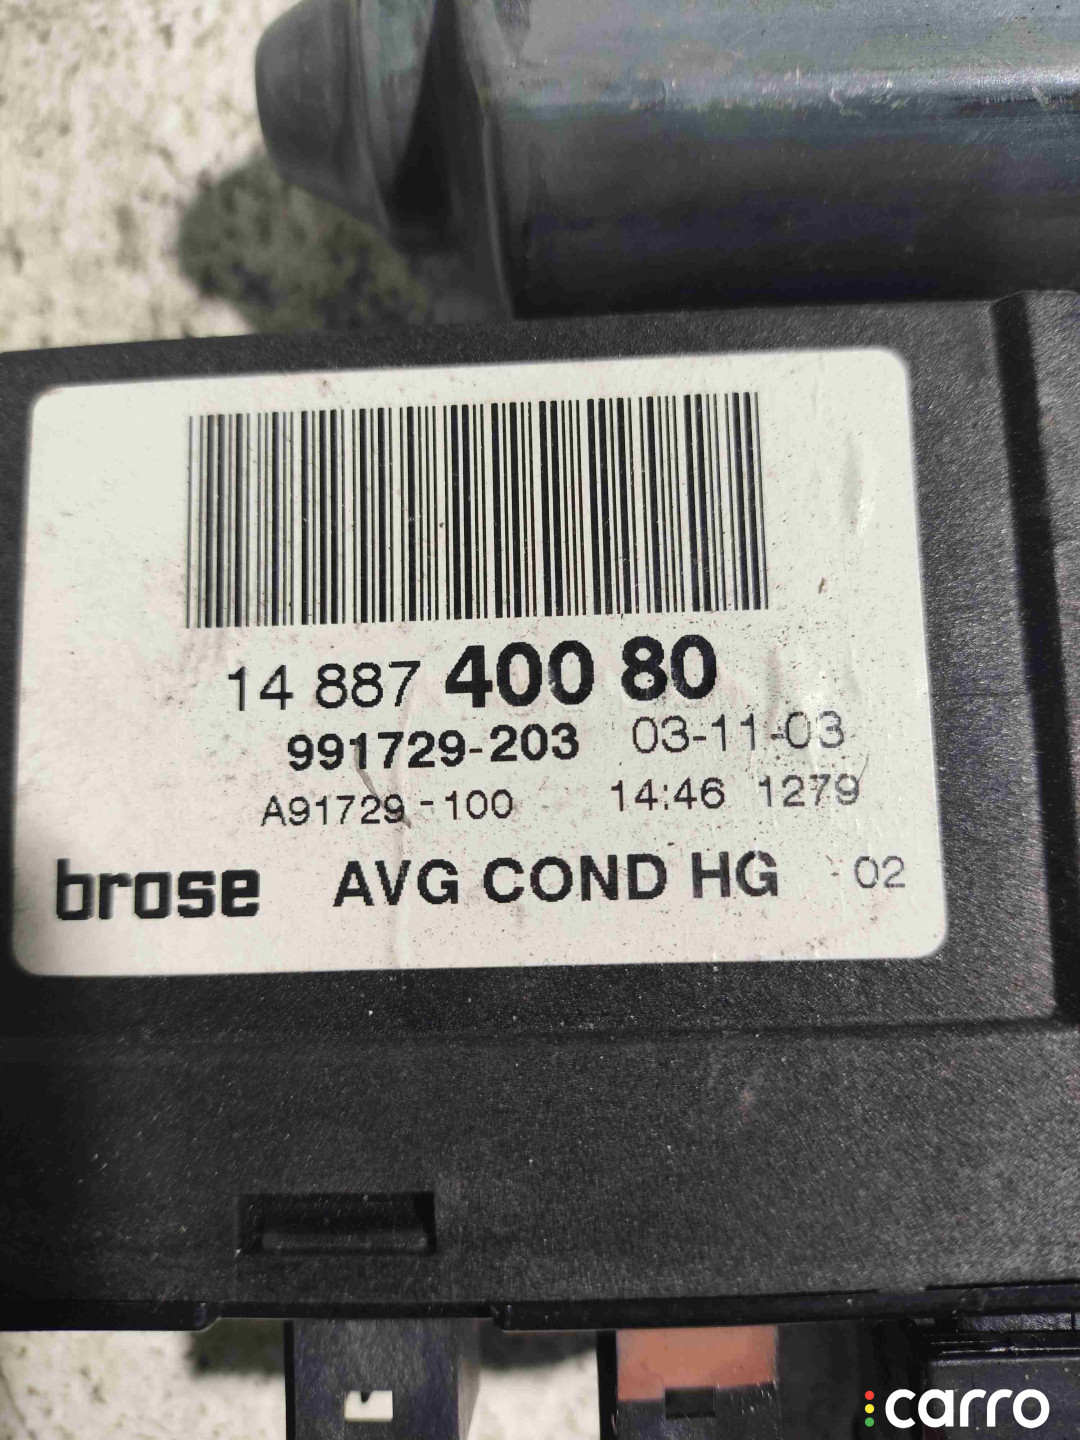 14 887 400 80
991729-203 03-11-03
A91729-100 14:46 1279
brose AVG COND HG -02
carro